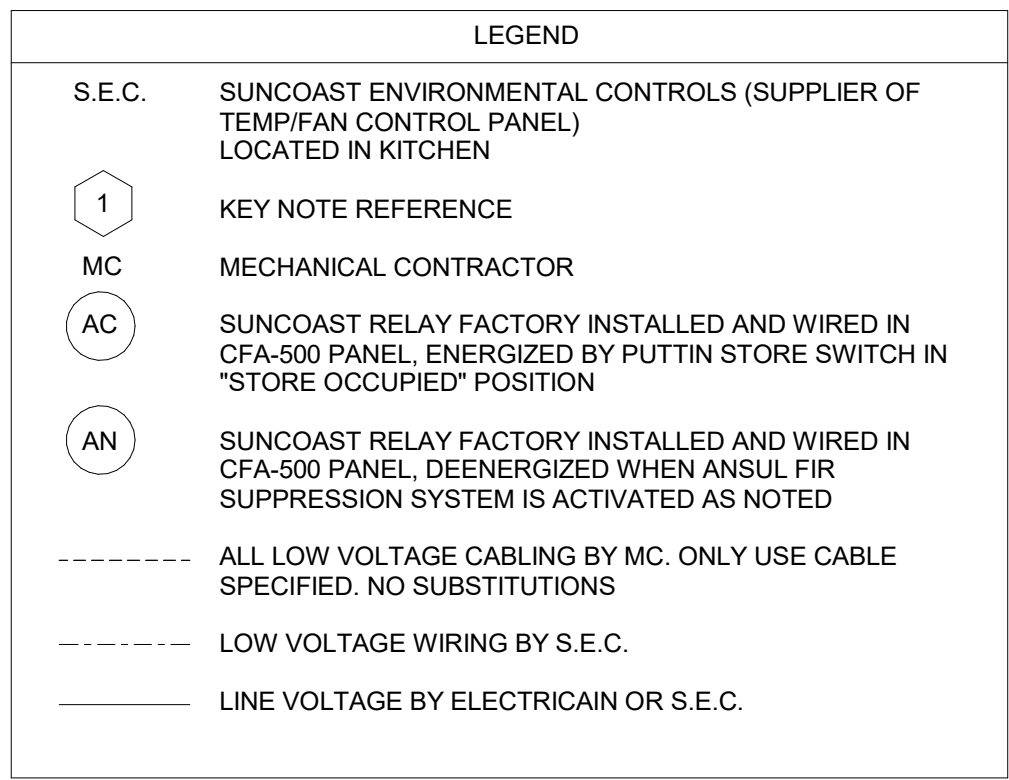 LEGEND
S.E.C. SUNCOAST ENVIRONMENTAL CONTROLS (SUPPLIER OF
TEMP/FAN CONTROL PANEL)
LOCATED IN KITCHEN
1 KEY NOTE REFERENCE
MC MECHANICAL CONTRACTOR
AC SUNCOAST RELAY FACTORY INSTALLED AND WIRED IN
CFA-500 PANEL, ENERGIZED BY PUTTIN STORE SWITCH IN
"STORE OCCUPIED" POSITION
AN SUNCOAST RELAY FACTORY INSTALLED AND WIRED IN
CFA-500 PANEL, DEENERGIZED WHEN ANSUL FIR
SUPPRESSION SYSTEM IS ACTIVATED AS NOTED
ALL LOW VOLTAGE CABLING BY MC. ONLY USE CABLE
SPECIFIED. NO SUBSTITUTIONS
LOW VOLTAGE WIRING BY S.E.C.
LINE VOLTAGE BY ELECTRICAIN OR S.E.C.